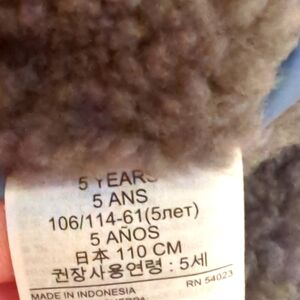 5 YEARS
5 ANS
106/114-61(5лет)
5 AÑOS
日本 110 CM
권장사용연령 : 5세
RN 54023
MADE IN INDONESIA